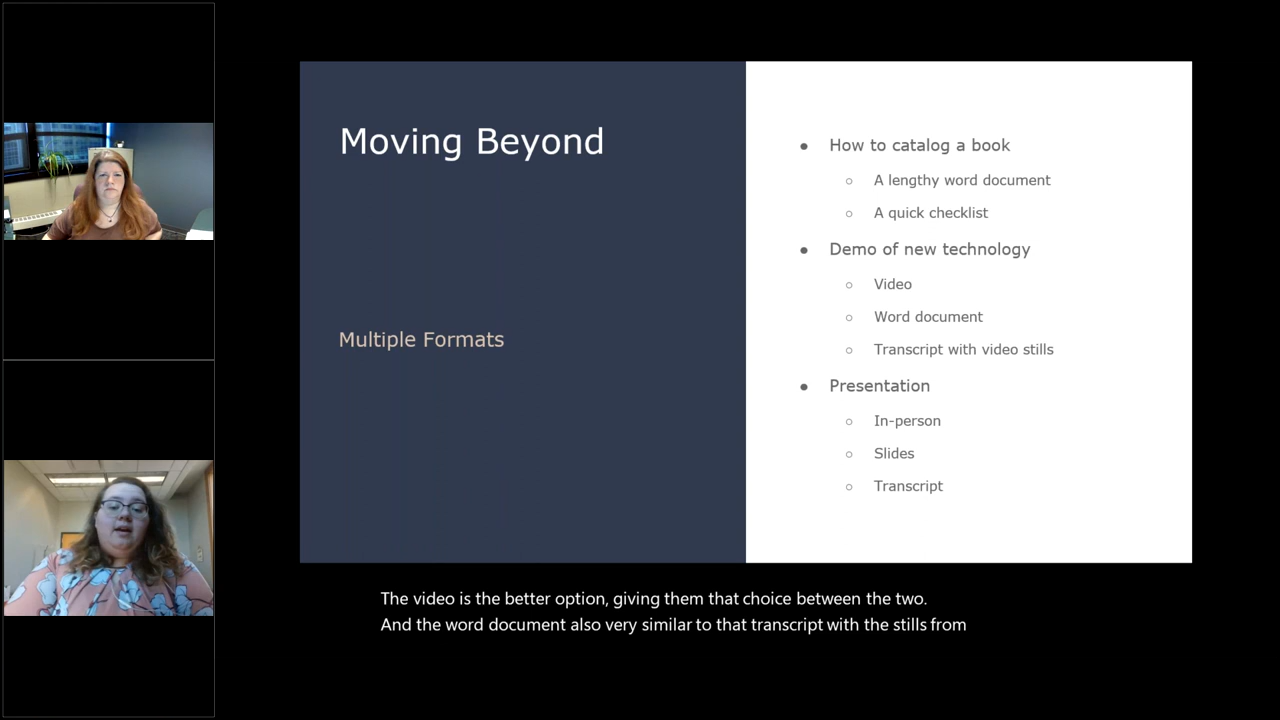 Moving Beyond
Multiple Formats
● How to catalog a book
○ A lengthy word document
○ A quick checklist
● Demo of new technology
○ Video
○ Word document
○ Transcript with video stills
● Presentation
○ In-person
○ Slides
○ Transcript
The video is the better option, giving them that choice between the two.
And the word document also very similar to that transcript with the stills from